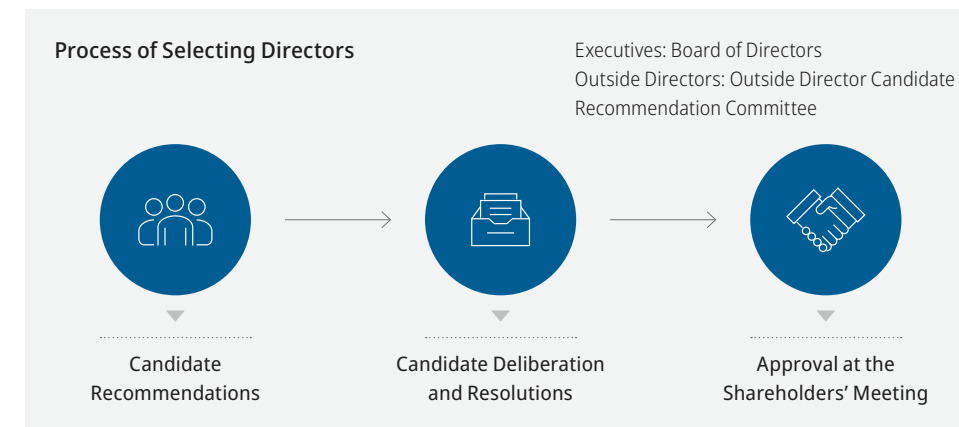 Process of Selecting Directors
Executives: Board of Directors
Outside Directors: Outside Director Candidate
Recommendation Committee
Candidate
Recommendations
Candidate Deliberation
and Resolutions
Approval at the
Shareholders’ Meeting